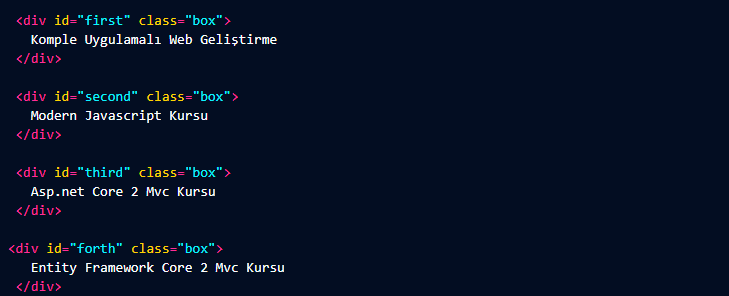 <div id="first" class="box">
Komple Uygulamalı Web Geliştirme
</div>
<div id="second" class="box">
Modern Javascript Kursu
</div>
<div id="third" class="box">
Asp.net Core 2 Mvc Kursu
</div>
<div id="forth" class="box">
Entity Framework Core 2 Mvc Kursu
</div>